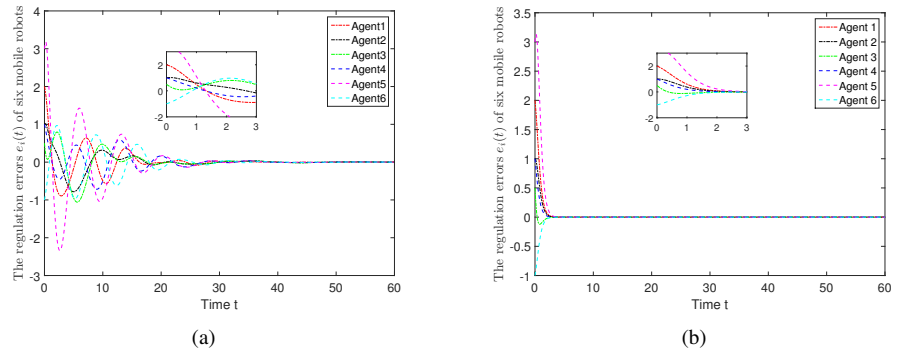 The regulation errors e_i(t) of six mobile robots
4
3
2
1
0
-1
-2
-3
0 10 20 30 40 50 60
Time t
Agent1
Agent2
Agent3
Agent4
Agent5
Agent6
2
0
-2
0 1 2 3
(a)
The regulation errors e_i(t) of six mobile robots
3.5
3
2.5
2
1.5
1
0.5
0
-0.5
-1
0 10 20 30 40 50 60
Time t
Agent 1
Agent 2
Agent 3
Agent 4
Agent 5
Agent 6
2
0
-2
0 1 2 3
(b)